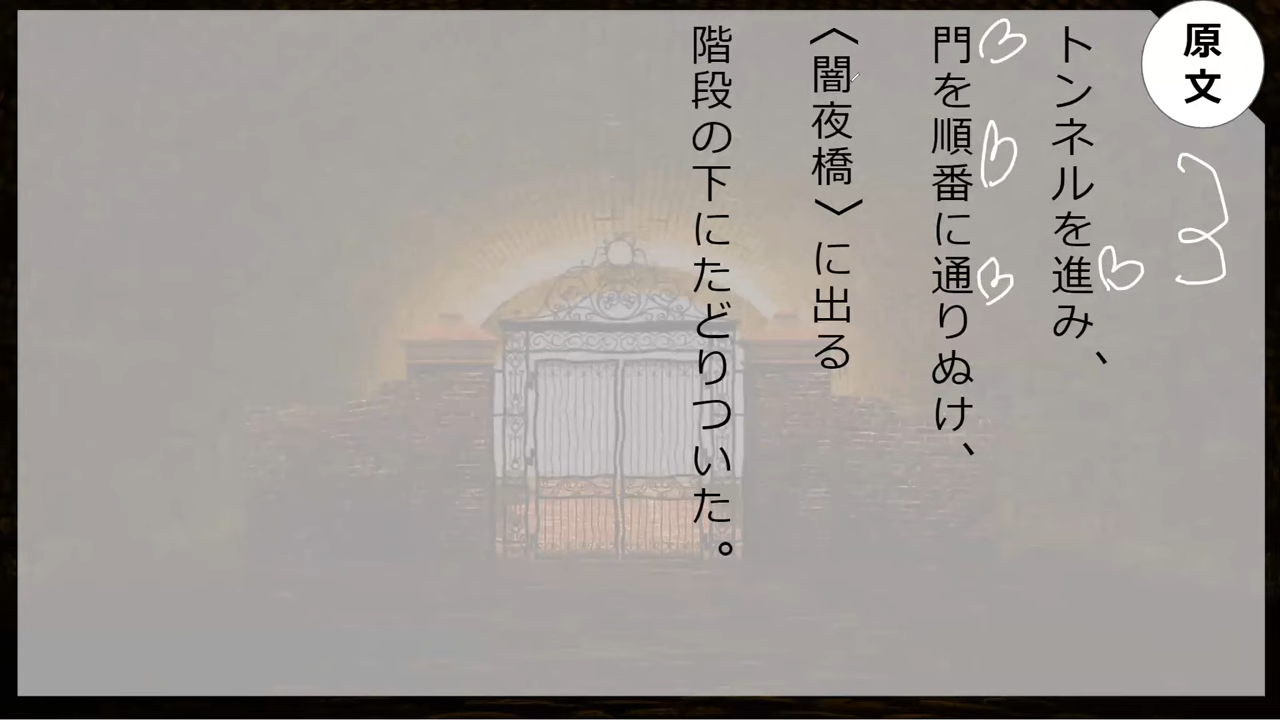 原文
トンネルを進み、
門を順番に通りぬけ、
〈闇夜橋〉に出る
階段の下にたどりついた。